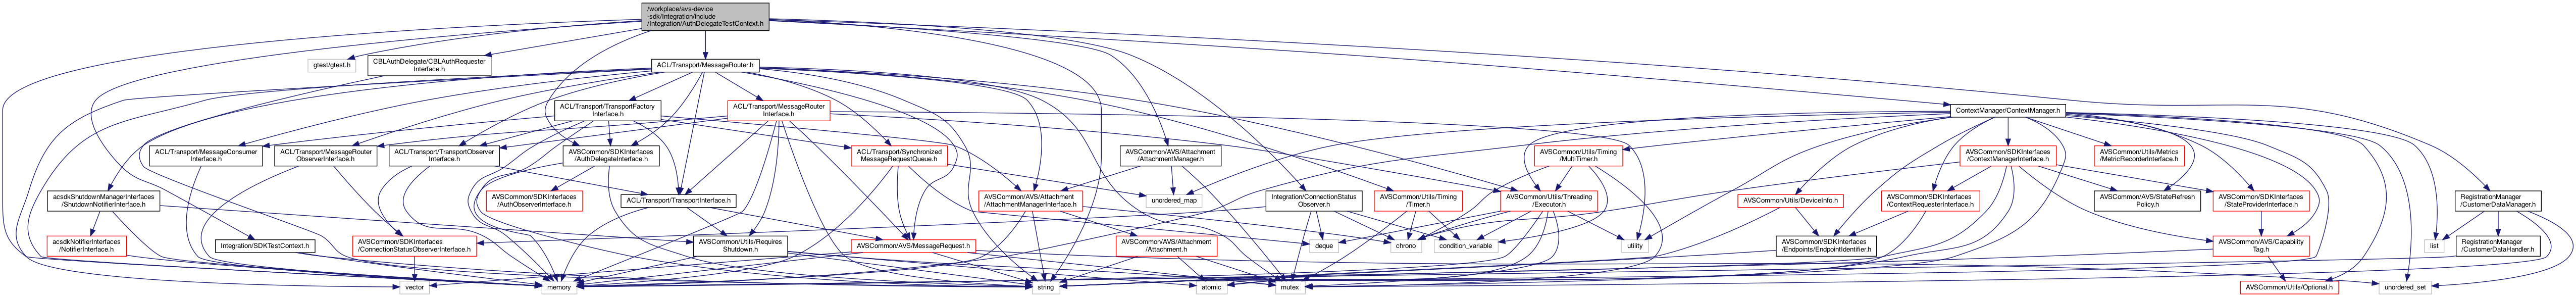 /workplace/avs-device
-sdk/Integration/include
/Integration/AuthDelegateTestContext.h
gtest/gtest.h
CBLAuthDelegate/CBLAuthRequester
Interface.h
ACL/Transport/MessageRouter.h
ContextManager/ContextManager.h
ACL/Transport/TransportFactory
Interface.h
ACL/Transport/MessageRouter
Interface.h
ACL/Transport/MessageConsumer
Interface.h
ACL/Transport/MessageRouter
ObserverInterface.h
ACL/Transport/TransportObserver
Interface.h
AVSCommon/SDKInterfaces
/AuthDelegateInterface.h
ACL/Transport/Synchronized
MessageRequestQueue.h
AVSCommon/AVS/Attachment
/AttachmentManager.h
AVSCommon/Utils/Timing
/MultiTimer.h
AVSCommon/SDKInterfaces
/ContextManagerInterface.h
AVSCommon/Utils/Metrics
/MetricRecorderInterface.h
acsdkShutdownManagerInterfaces
/ShutdownNotifierInterface.h
AVSCommon/SDKInterfaces
/AuthObserverInterface.h
ACL/Transport/TransportInterface.h
AVSCommon/AVS/Attachment
/AttachmentManagerInterface.h
unordered_map
Integration/ConnectionStatus
Observer.h
AVSCommon/Utils/Timing
/Timer.h
AVSCommon/Utils/Threading
/Executor.h
AVSCommon/Utils/DeviceInfo.h
AVSCommon/SDKInterfaces
/ContextRequesterInterface.h
AVSCommon/AVS/StateRefresh
Policy.h
AVSCommon/SDKInterfaces
/StateProviderInterface.h
RegistrationManager
/CustomerDataManager.h
acsdkNotifierInterfaces
/NotifierInterface.h
Integration/SDKTestContext.h
AVSCommon/SDKInterfaces
/ConnectionStatusObserverInterface.h
AVSCommon/Utils/Requires
Shutdown.h
AVSCommon/AVS/MessageRequest.h
AVSCommon/AVS/Attachment
/Attachment.h
deque
chrono
condition_variable
utility
AVSCommon/SDKInterfaces
/Endpoints/EndpointIdentifier.h
AVSCommon/AVS/Capability
Tag.h
list
RegistrationManager
/CustomerDataHandler.h
vector
memory
string
atomic
mutex
AVSCommon/Utils/Optional.h
unordered_set